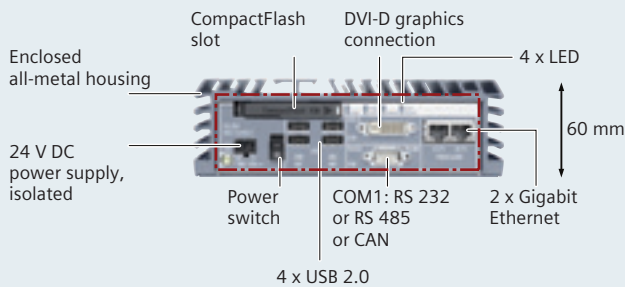 CompactFlash
slot
DVI-D graphics
connection
4 x LED
Enclosed
all-metal housing
60 mm
24 V DC
power supply,
isolated
Power
switch
COM1: RS 232
or RS 485
or CAN
2 x Gigabit
Ethernet
4 x USB 2.0